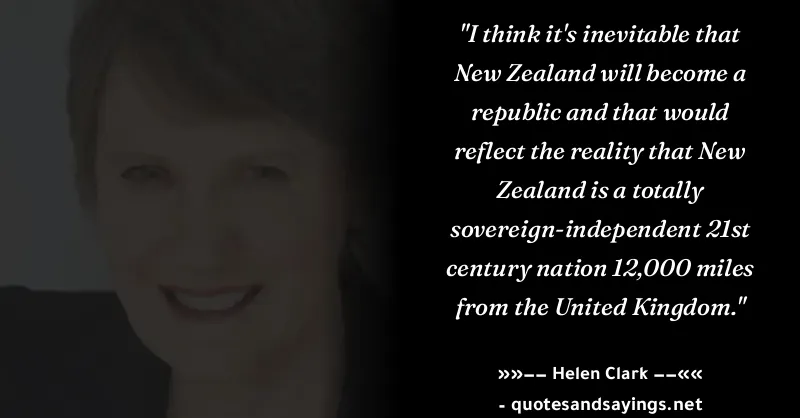 "I think it's inevitable that
New Zealand will become a
republic and that would
reflect the reality that New
Zealand is a totally
sovereign-independent 21st
century nation 12,000 miles
from the United Kingdom."
»»–– Helen Clark ––««
- quotesandsayings.net